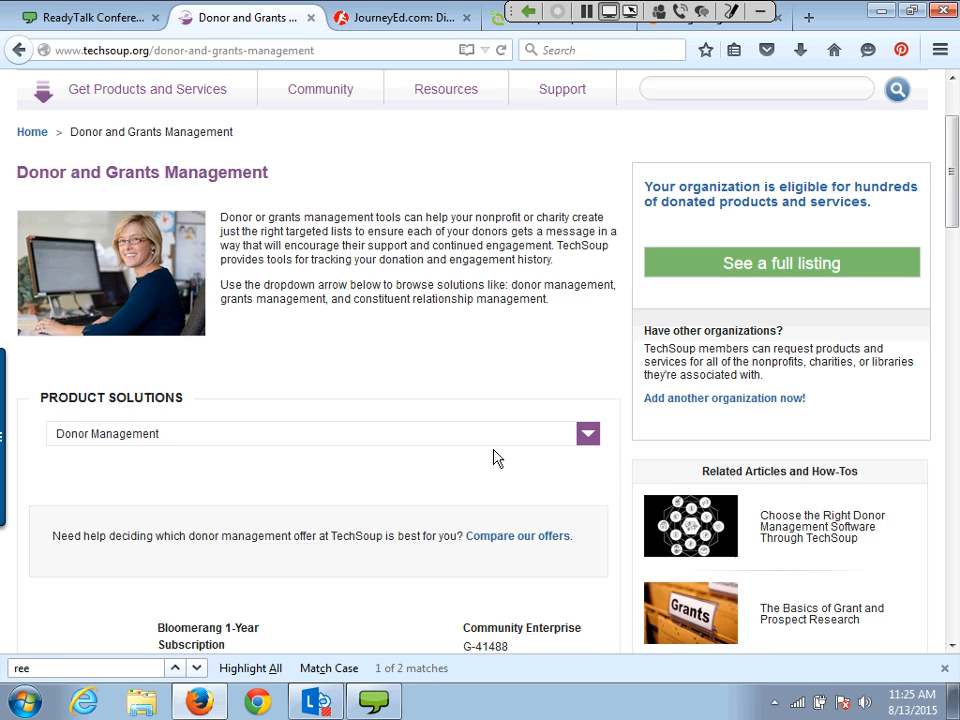 ReadyTalk Confere...
Donor and Grants ...
JourneyEd.com: Di...
www.techsoup.org/donor-and-grants-management
Search
Get Products and Services
Community
Resources
Support
Home > Donor and Grants Management
Donor and Grants Management
Donor or grants management tools can help your nonprofit or charity create
just the right targeted lists to ensure each of your donors gets a message in a
way that will encourage their support and continued engagement. TechSoup
provides tools for tracking your donation and engagement history.
Use the dropdown arrow below to browse solutions like: donor management,
grants management, and constituent relationship management.
Your organization is eligible for hundreds
of donated products and services.
See a full listing
Have other organizations?
TechSoup members can request products and
services for all of the nonprofits, charities, or libraries
they're associated with.
Add another organization now!
PRODUCT SOLUTIONS
Donor Management
Need help deciding which donor management offer at TechSoup is best for you? Compare our offers.
Related Articles and How-Tos
Choose the Right Donor
Management Software
Through TechSoup
Grants
The Basics of Grant and
Prospect Research
Bloomerang 1-Year
Subscription
Community Enterprise
G-41488
ree
Highlight All
Match Case
1 of 2 matches
11:25 AM
8/13/2015